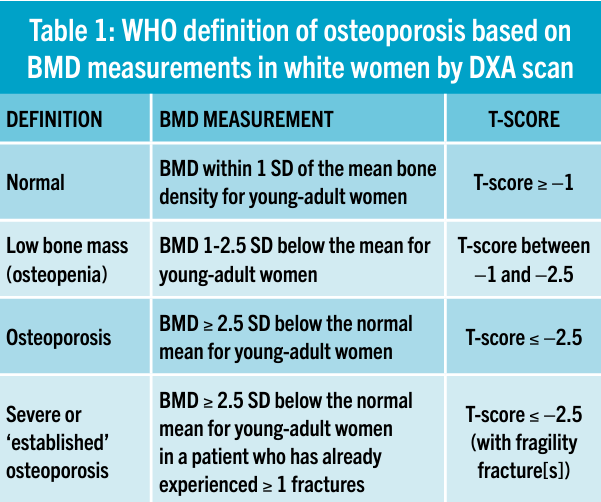 Table 1: WHO definition of osteoporosis based on
BMD measurements in white women by DXA scan
DEFINITION
BMD MEASUREMENT
T-SCORE
Normal
BMD within 1 SD of the mean bone
density for young-adult women
T-score ≥ −1
Low bone mass
(osteopenia)
BMD 1-2.5 SD below the mean for
young-adult women
T-score between
−1 and −2.5
Osteoporosis
BMD ≥ 2.5 SD below the normal
mean for young-adult women
T-score ≤ −2.5
Severe or
‘established’
osteoporosis
BMD ≥ 2.5 SD below the normal
mean for young-adult women
in a patient who has already
experienced ≥ 1 fractures
T-score ≤ −2.5
(with fragility
fracture[s])